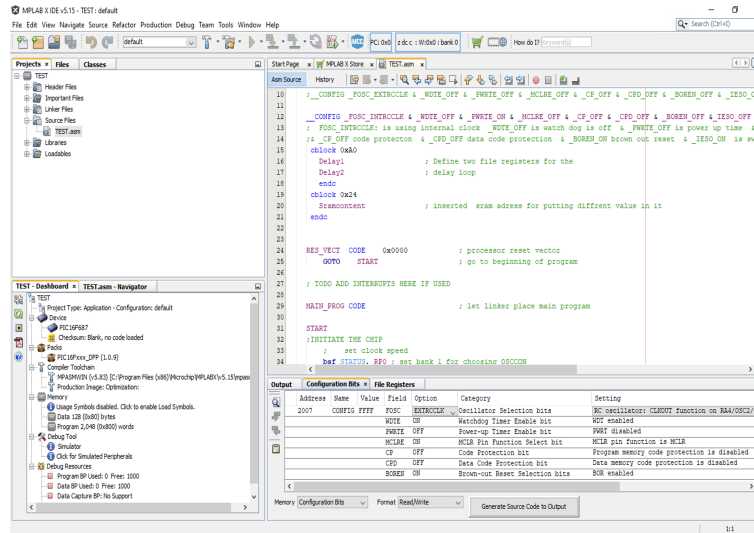 MPLAB X IDE v5.15 - TEST : default
File Edit View Navigate Source Refactor Production Debug Team Tools Window Help
Search (Ctrl+I)
default
PC: 0x0 z dc c : W:0x0 : bank 0
How do I? (Keyword(s)
Projects × Files Classes
TEST
Header Files
Important Files
Linker Files
Source Files
TEST.asm
Libraries
Loadables
Start Page × MPLAB X Store × TEST.asm ×
Asm Source History
10 ;__CONFIG _FOSC_EXTRCCLK & _WDTE_OFF & _PWRTE_OFF & _MCLRE_OFF & _CP_OFF & _CPD_OFF & _BOREN_OFF & _IESO_O
11
12 __CONFIG _FOSC_INTRCCLK & _WDTE_OFF & _PWRTE_ON & _MCLRE_OFF & _CP_OFF & _CPD_OFF & _BOREN_OFF & _IESO_OFF
13 ; FOSC_INTRCCLK: is using internal clock _WDTE_OFF is watch dog is off & _PWRTE_OFF is power up time &
14 ;& _CP_OFF code protecton & _CPD_OFF data code protection & _BOREN_ON brown out reset & _IESO_ON is sw
15 cblock 0xA0
16 Delay1 ; Define two file registers for the
17 Delay2 ; delay loop
18 endc
19 cblock 0x24
20 Sramcontent ; inserted sram adress for putting diffrent value in it
21 endc
22
23
24 RES_VECT CODE 0x0000 ; processor reset vector
25 GOTO START ; go to beginning of program
26
27 ; TODO ADD INTERRUPTS HERE IF USED
28
29 MAIN_PROG CODE ; let linker place main program
30
31 START
32 ;INITIATE THE CHIP
33 ; set clock speed
34 bsf STATUS, RP0 ; set bank 1 for choosing OSCCON
TEST - Dashboard × TEST.asm - Navigator
TEST
Project Type: Application - Configuration: default
Device
PIC16F687
Checksum: Blank, no code loaded
Packs
PIC16Fxxx_DFP (1.0.9)
Compiler Toolchain
MPASMWIN (v5.83) [C:\Program Files (x86)\Microchip\MPLABX\v5.15\mpas
Production Image: Optimization:
Memory
Usage Symbols disabled. Click to enable Load Symbols.
Data 128 (0x80) bytes
Program 2,048 (0x800) words
Debug Tool
Simulator
Click for Simulated Peripherals
Debug Resources
Program BP Used: 0 Free: 1000
Data BP Used: 0 Free: 1000
Data Capture BP: No Support
Output Configuration Bits × File Registers
Address Name Value Field Option Category Setting
2007 CONFIG FFFF FOSC EXTRCCLK Oscillator Selection bits RC oscillator: CLKOUT function on RA4/OSC2/
WDTE ON Watchdog Timer Enable bit WDT enabled
PWRTE OFF Power-up Timer Enable bit PWRT disabled
MCLRE ON MCLR Pin Function Select bit MCLR pin function is MCLR
CP OFF Code Protection bit Program memory code protection is disabled
CPD OFF Data Code Protection bit Data memory code protection is disabled
BOREN ON Brown-out Reset Selection bits BOR enabled
Memory Configuration Bits Format Read/Write Generate Source Code to Output
1:1